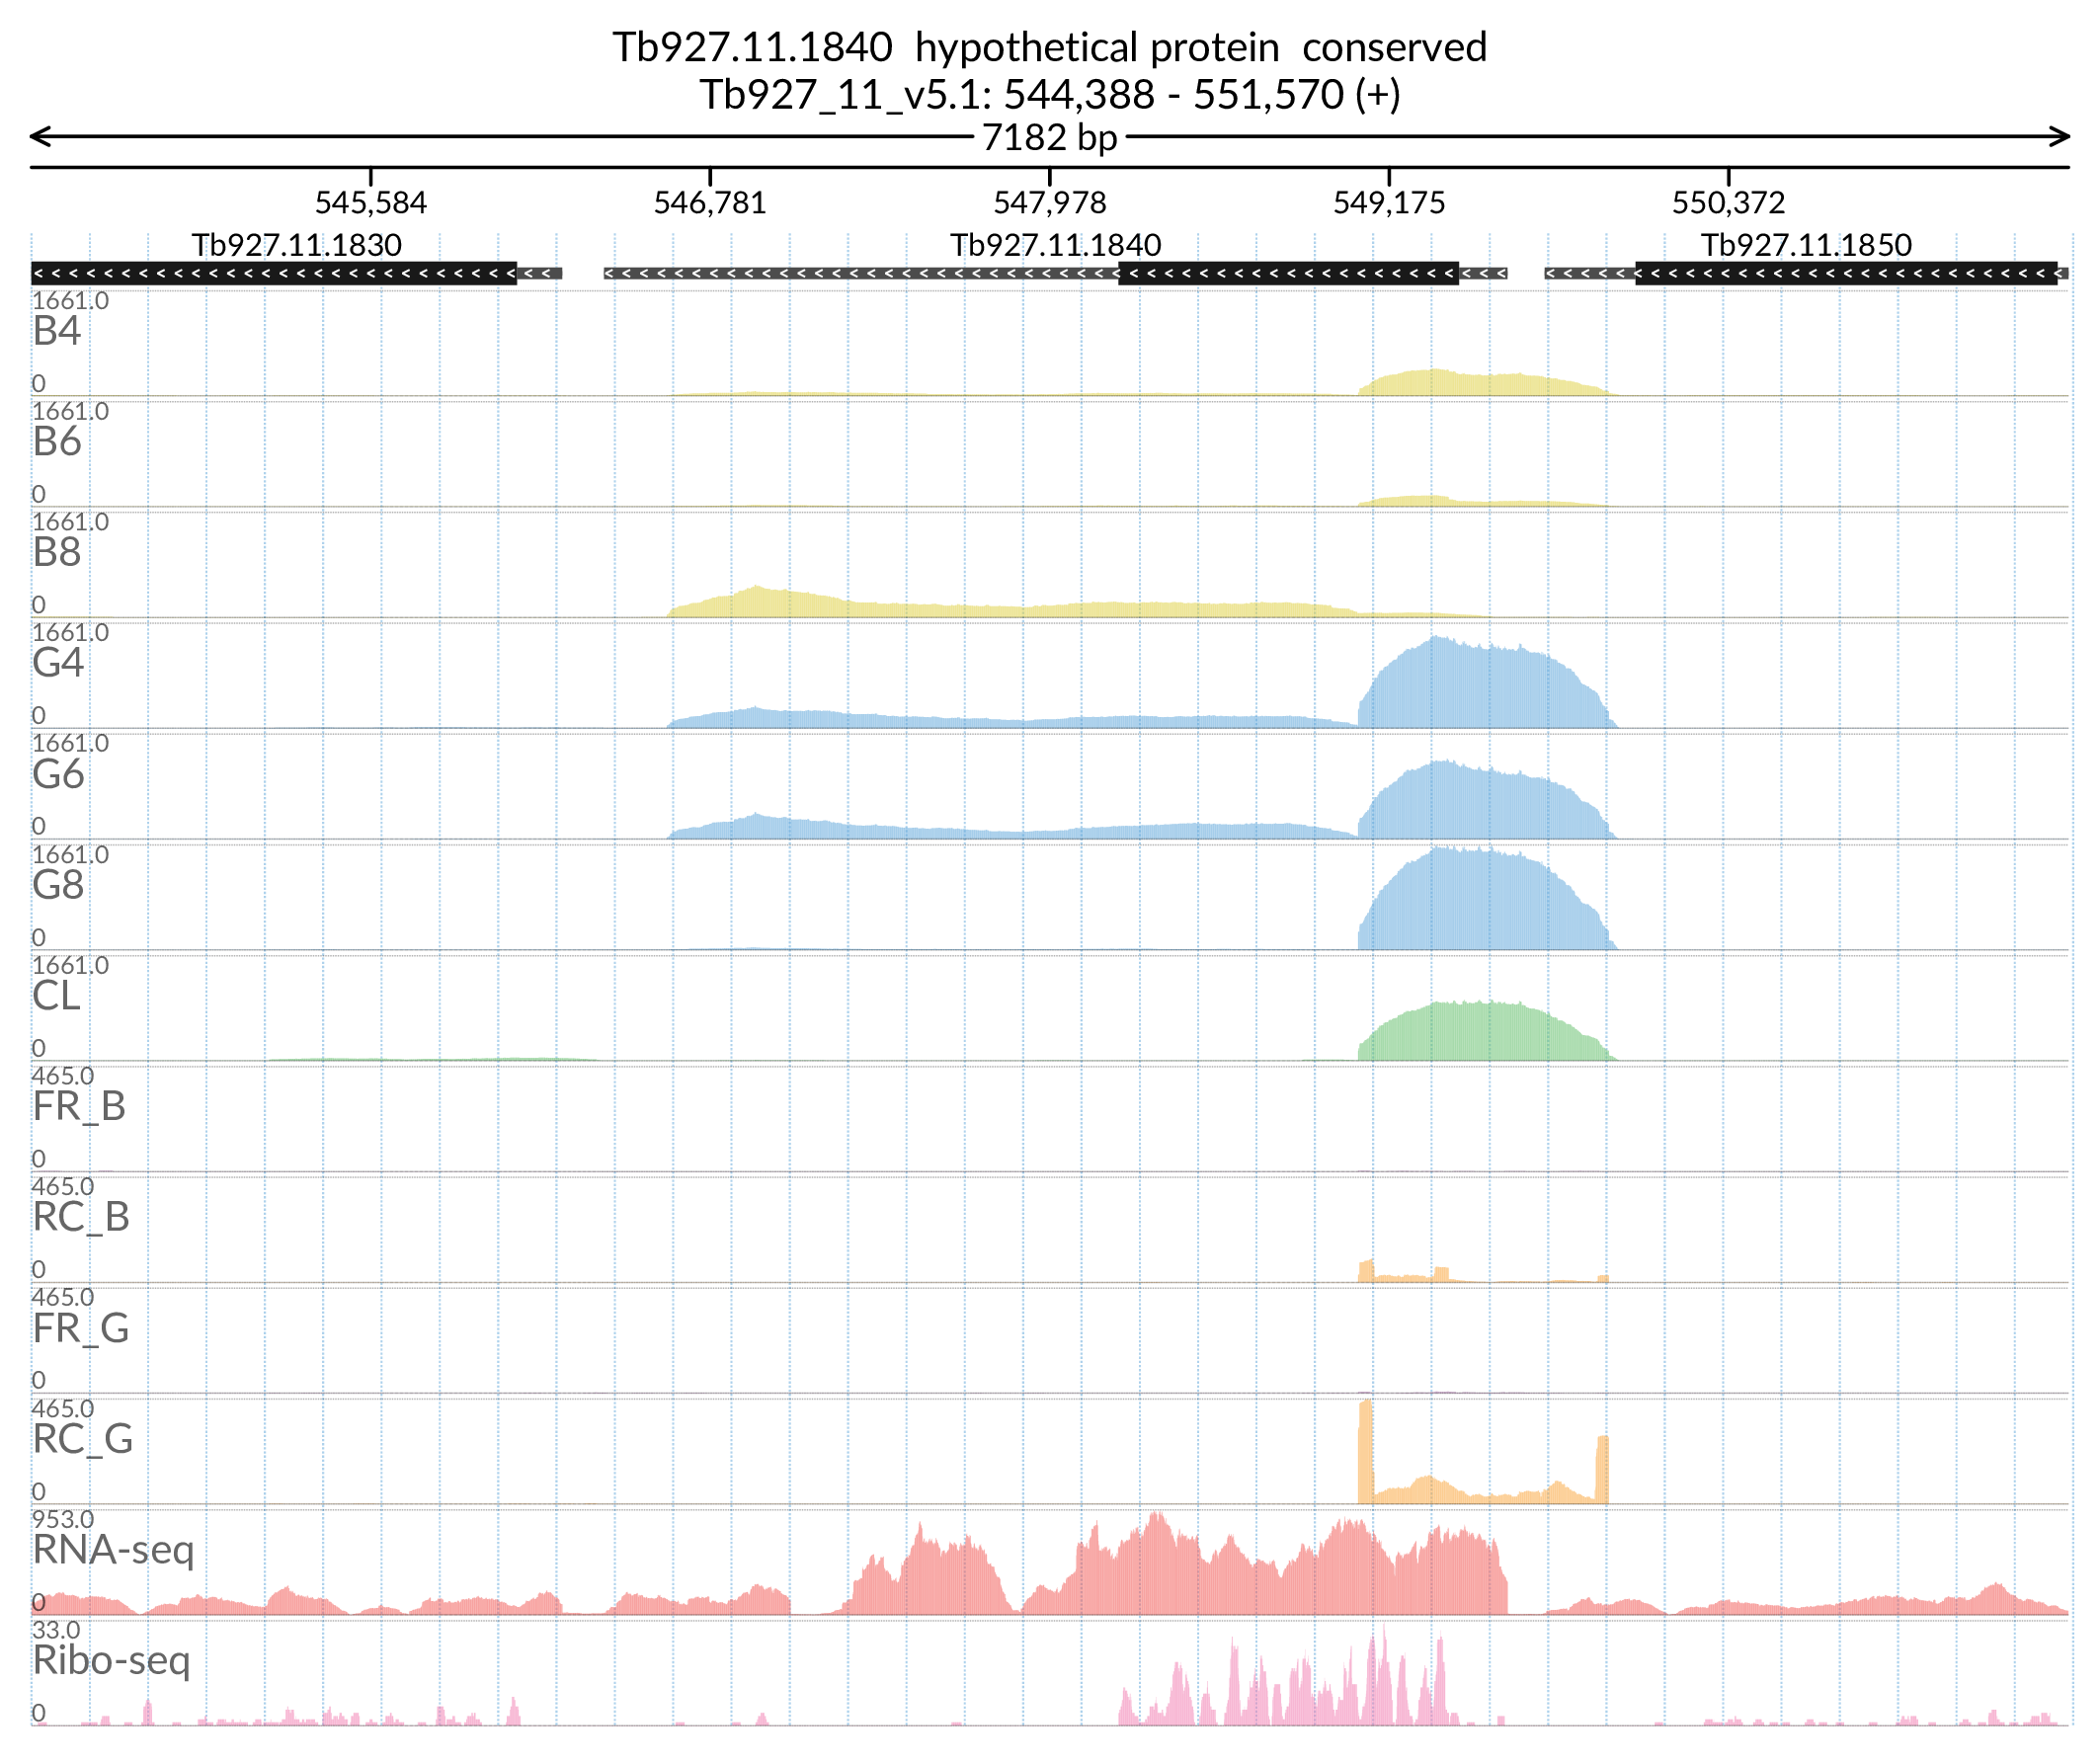 Tb927.11.1840  hypothetical protein  conserved
Tb927_11_v5.1: 544,388 - 551,570 (+)
7182 bp
545,584 546,781 547,978 549,175 550,372
Tb927.11.1830 Tb927.11.1840 Tb927.11.1850
1661.0
B4
0
1661.0
B6
0
1661.0
B8
0
1661.0
G4
0
1661.0
G6
0
1661.0
G8
0
1661.0
CL
0
465.0
FR_B
0
465.0
RC_B
0
465.0
FR_G
0
465.0
RC_G
0
953.0
RNA-seq
0
33.0
Ribo-seq
0